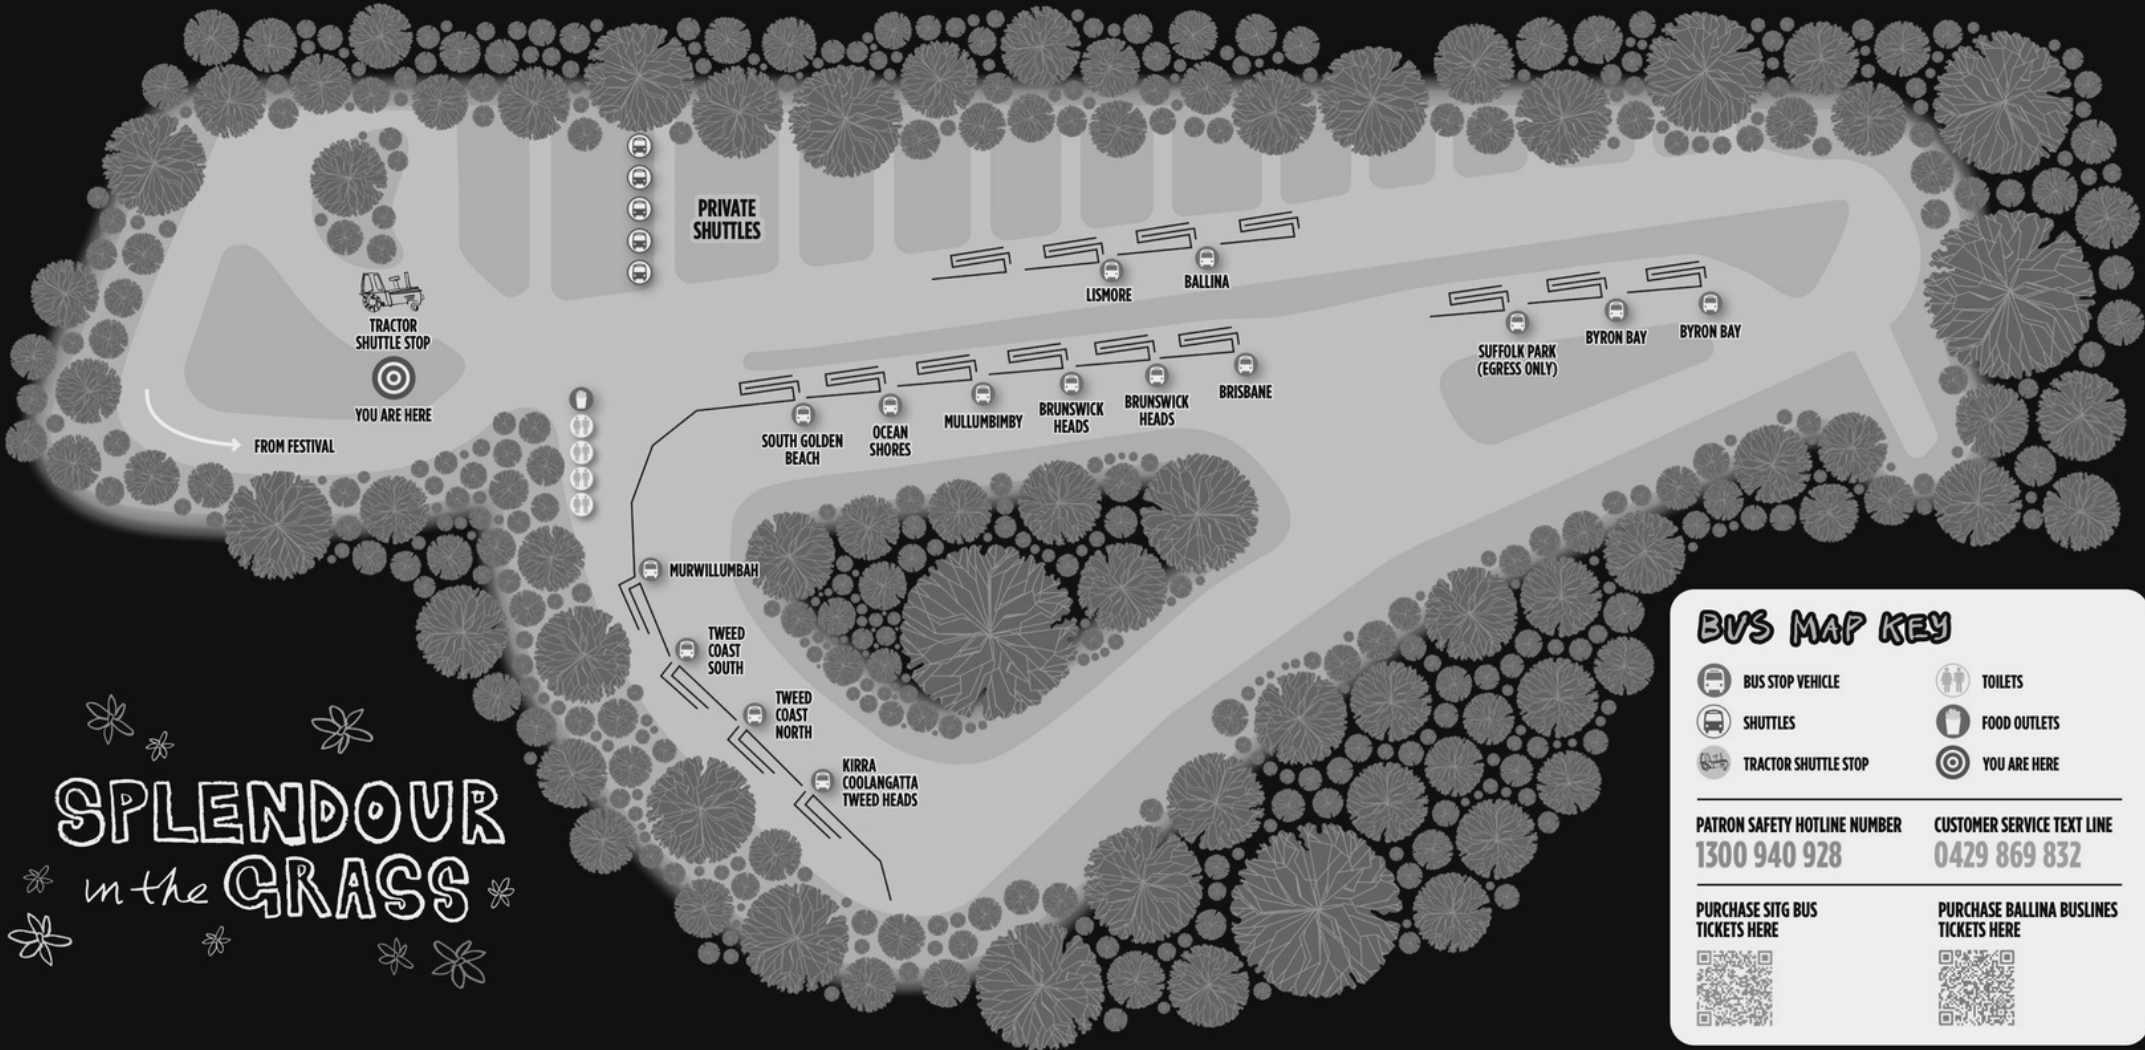 PRIVATE
SHUTTLES
LISMORE
BALLINA
TRACTOR
SHUTTLE STOP
YOU ARE HERE
FROM FESTIVAL
SUFFOLK PARK
(EGRESS ONLY)
BYRON BAY
BYRON BAY
SOUTH GOLDEN
BEACH
OCEAN
SHORES
MULLUMBIMBY
BRUNSWICK
HEADS
BRUNSWICK
HEADS
BRISBANE
MURWILLUMBAH
TWEED
COAST
SOUTH
TWEED
COAST
NORTH
KIRRA
COOLANGATTA
TWEED HEADS
SPLENDOUR
in the GRASS
BUS MAP KEY
BUS STOP VEHICLE
SHUTTLES
TRACTOR SHUTTLE STOP
TOILETS
FOOD OUTLETS
YOU ARE HERE
PATRON SAFETY HOTLINE NUMBER
1300 940 928
CUSTOMER SERVICE TEXT LINE
0429 869 832
PURCHASE SITG BUS
TICKETS HERE
PURCHASE BALLINA BUSLINES
TICKETS HERE